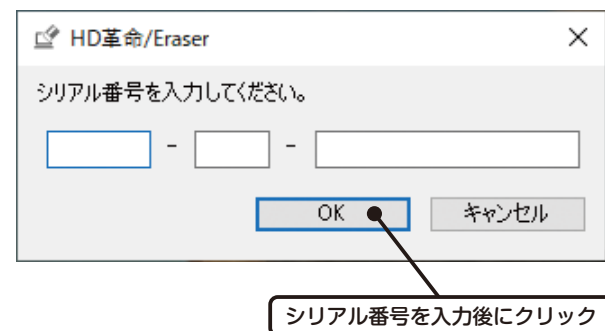 HD革命/Eraser
シリアル番号を入力してください。
- -
OK キャンセル
シリアル番号を入力後にクリック